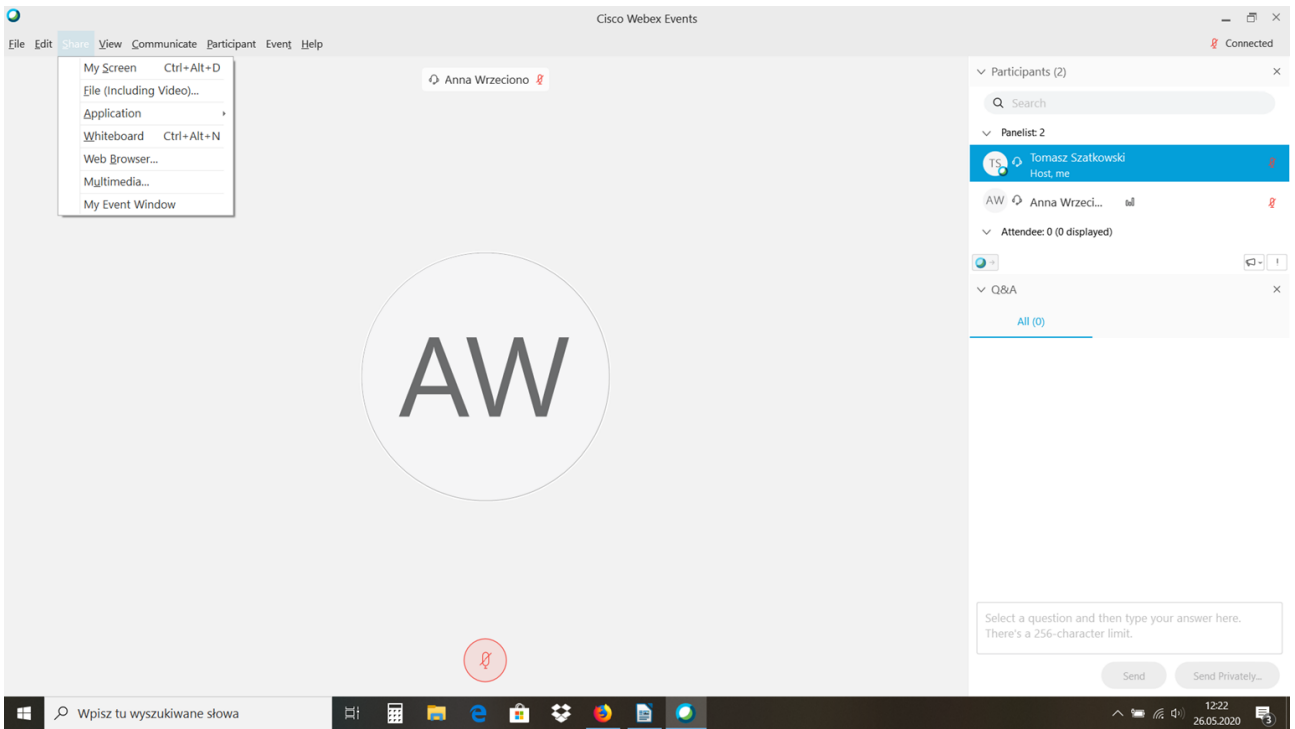 Cisco Webex Events
File Edit Share View Communicate Participant Event Help
Connected
My Screen Ctrl+Alt+D
File (Including Video)...
Application
Whiteboard Ctrl+Alt+N
Web Browser...
Multimedia...
My Event Window
Anna Wrzeciono
AW
Participants (2)
Search
Panelist: 2
TS Tomasz Szatkowski
Host, me
AW Anna Wrzeci...
Attendee: 0 (0 displayed)
Q&A
All (0)
Select a question and then type your answer here.
There's a 256-character limit.
Send Send Privately...
Wpisz tu wyszukiwane słowa
12:22
26.05.2020
3